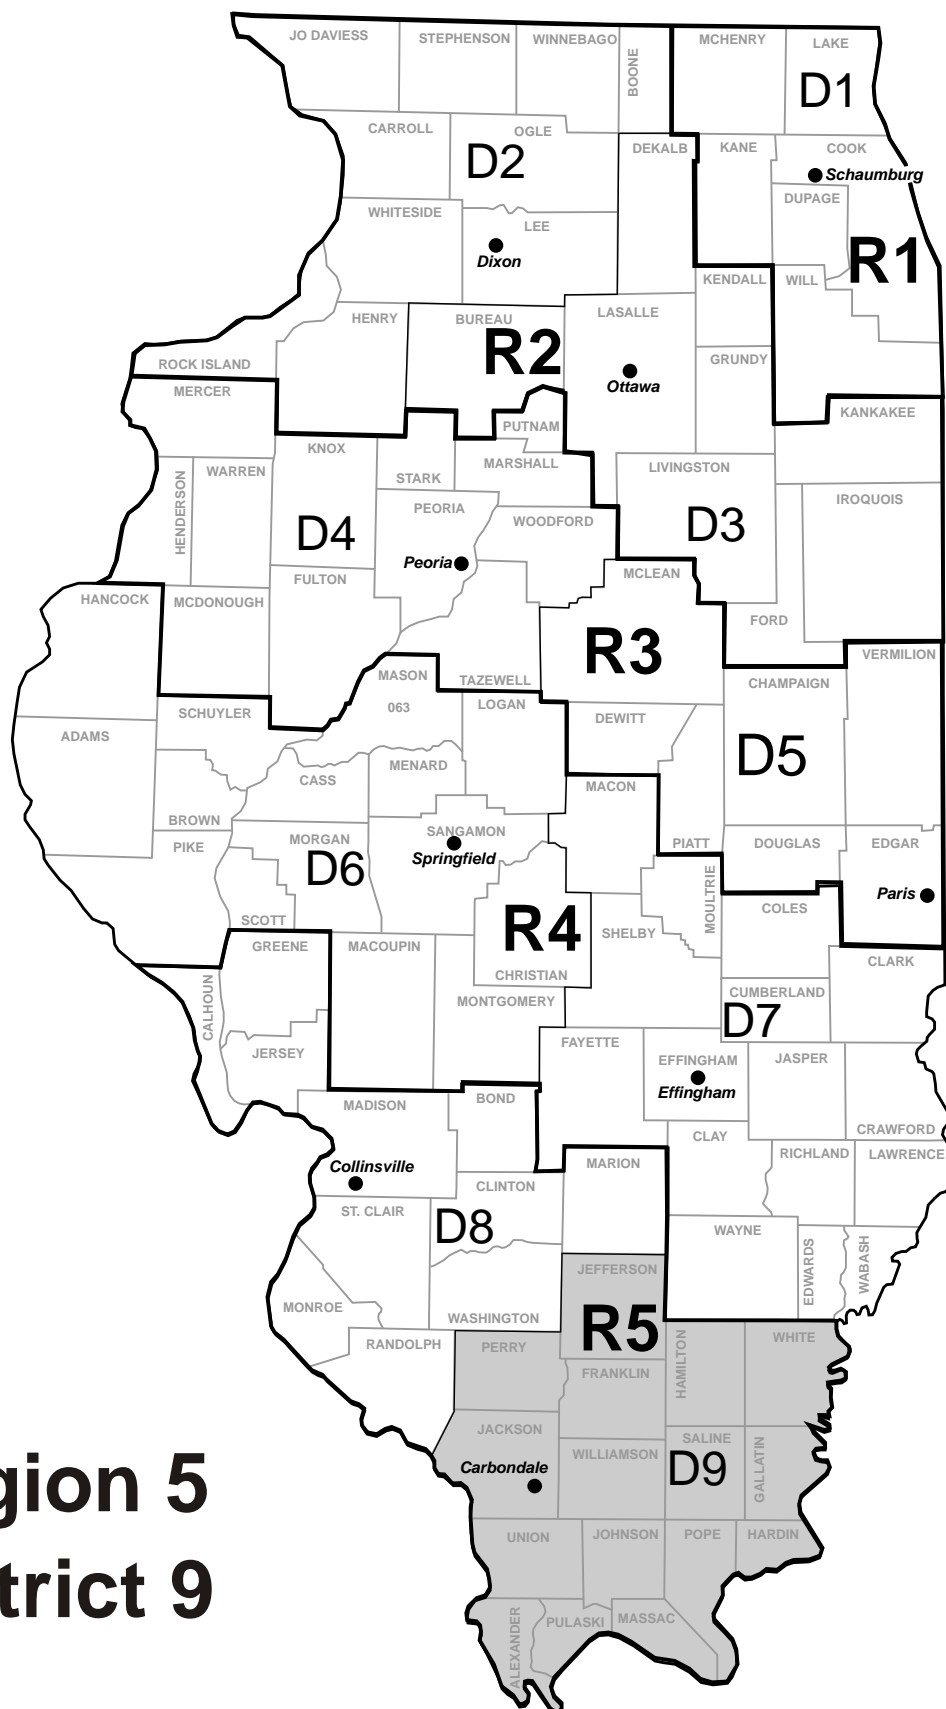 JO DAVIESS
STEPHENSON
WINNEBAGO
BOONE
MCHENRY
LAKE
D1
CARROLL
OGLE
D2
DEKALB
KANE
COOK
Schaumburg
DUPAGE
WHITESIDE
LEE
Dixon
R1
KENDALL
WILL
HENRY
BUREAU
LASALLE
R2
ROCK ISLAND
GRUNDY
Ottawa
MERCER
KANKAKEE
PUTNAM
KNOX
STARK
MARSHALL
WARREN
HENDERSON
LIVINGSTON
IROQUOIS
PEORIA
WOODFORD
D4
D3
Peoria
FULTON
MCLEAN
HANCOCK
MCDONOUGH
FORD
R3
VERMILION
MASON
TAZEWELL
CHAMPAIGN
063
LOGAN
SCHUYLER
DEWITT
ADAMS
D5
MENARD
CASS
MACON
BROWN
SANGAMON
PIKE
MORGAN
Springfield
PIATT
DOUGLAS
EDGAR
D6
MOULTRIE
Paris
COLES
SCOTT
R4
SHELBY
GREENE
MACOUPIN
CHRISTIAN
CLARK
CALHOUN
MONTGOMERY
CUMBERLAND
D7
FAYETTE
JERSEY
EFFINGHAM
JASPER
Effingham
MADISON
BOND
CRAWFORD
CLAY
RICHLAND
LAWRENCE
Collinsville
MARION
CLINTON
ST. CLAIR
D8
WAYNE
EDWARDS
WABASH
JEFFERSON
MONROE
WASHINGTON
R5
RANDOLPH
PERRY
HAMILTON
WHITE
FRANKLIN
JACKSON
SALINE
WILLIAMSON
D9
GALLATIN
Carbondale
gion 5
UNION
JOHNSON
POPE
HARDIN
trict 9
ALEXANDER
PULASKI
MASSAC